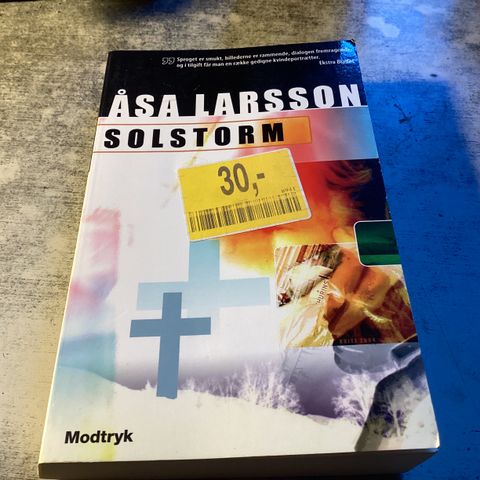 Sproget er smukt, billederne er rammende, dialogen fremragende,
og i tilgift får man en række gedigne kvindeportrætter.
Ekstra Bladet
ÅSA LARSSON
SOLSTORM
30,-
Modtryk